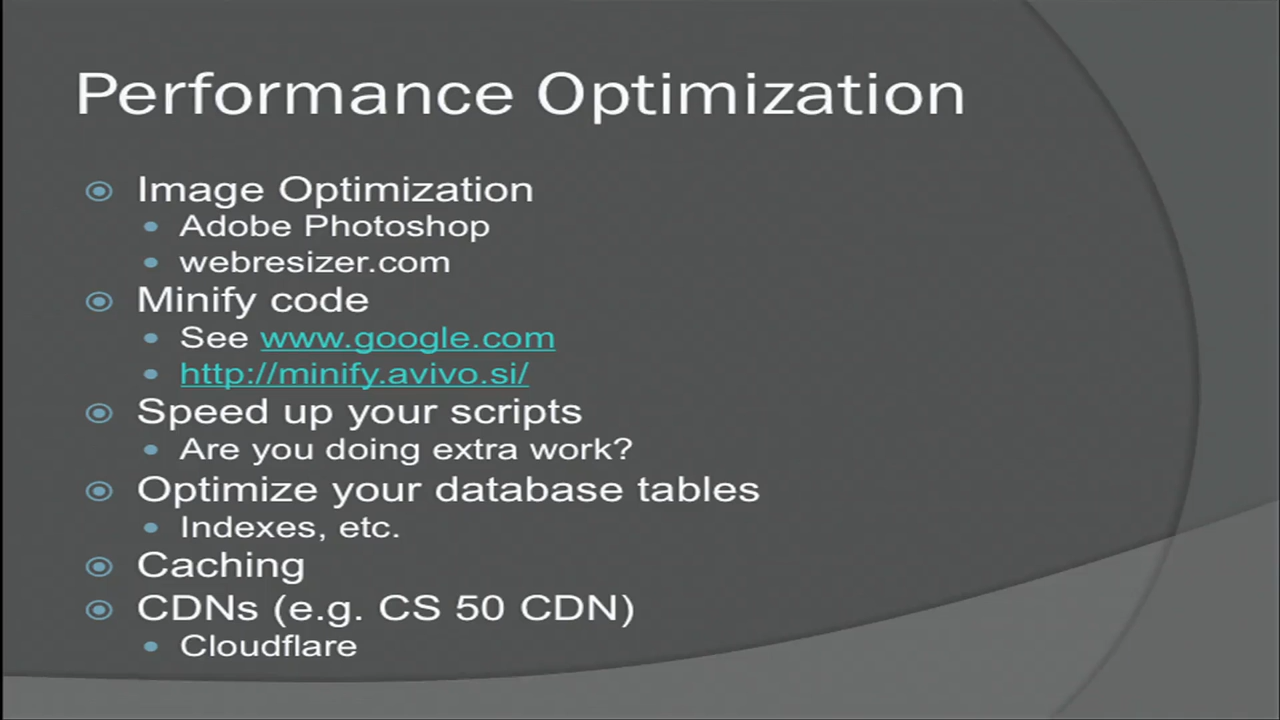 Performance Optimization
Image Optimization
Adobe Photoshop
webresizer.com
Minify code
See www.google.com
http://minify.avivo.si/
Speed up your scripts
Are you doing extra work?
Optimize your database tables
Indexes, etc.
Caching
CDNs (e.g. CS 50 CDN)
Cloudflare